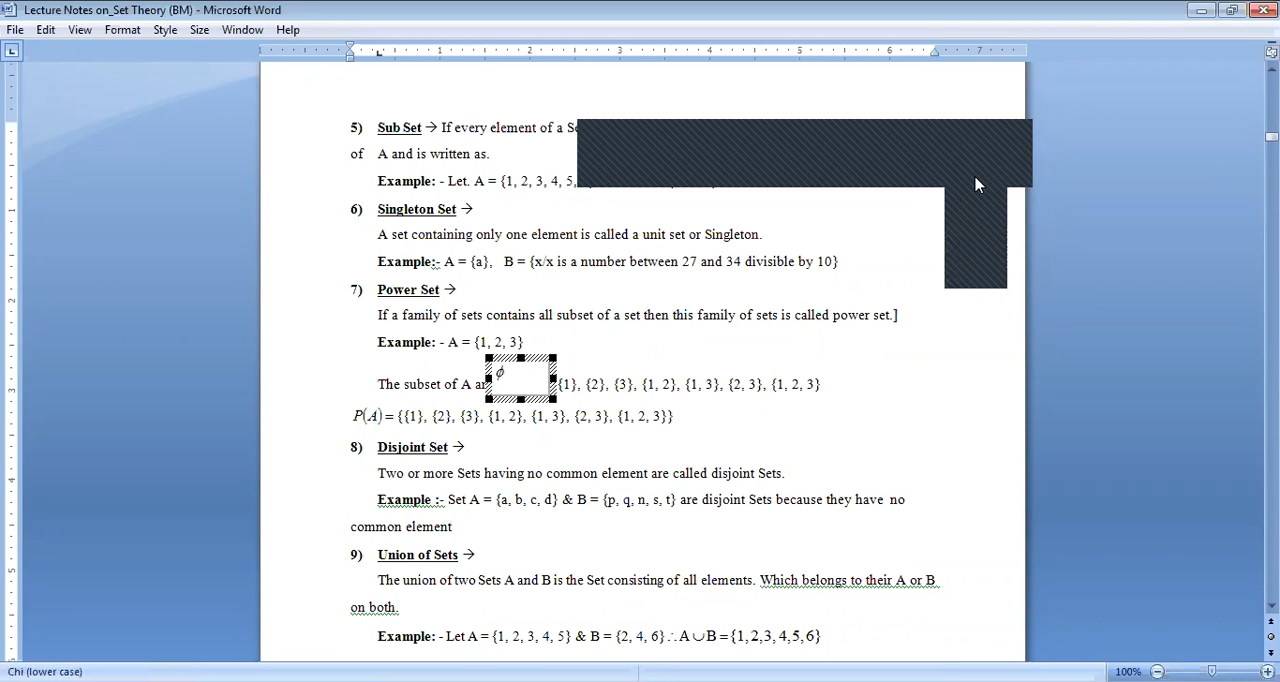 Lecture Notes on_Set Theory (BM) - Microsoft Word
File Edit View Format Style Size Window Help
2 3 4 5 6 7
5) Sub Set → If every element of a
of A and is written as.
Example: - Let. A = {1, 2, 3, 4, 5,
6) Singleton Set →
A set containing only one element is called a unit set or Singleton.
Example:- A = {a}, B = {x/x is a number between 27 and 34 divisible by 10}
7) Power Set →
If a family of sets contains all subset of a set then this family of sets is called power set.]
Example: - A = {1, 2, 3}
ϕ
The subset of A {1}, {2}, {3}, {1, 2}, {1, 3}, {2, 3}, {1, 2, 3}
P(A) = {{1}, {2}, {3}, {1, 2}, {1, 3}, {2, 3}, {1, 2, 3}}
8) Disjoint Set →
Two or more Sets having no common element are called disjoint Sets.
Example :- Set A = {a, b, c, d} & B = {p, q, n, s, t} are disjoint Sets because they have no
common element
9) Union of Sets →
The union of two Sets A and B is the Set consisting of all elements. Which belongs to their A or B
on both.
Example: - Let A = {1, 2, 3, 4, 5} & B = {2, 4, 6} ∴ A ∪ B = {1, 2, 3, 4, 5, 6}
Chi (lower case) 100%